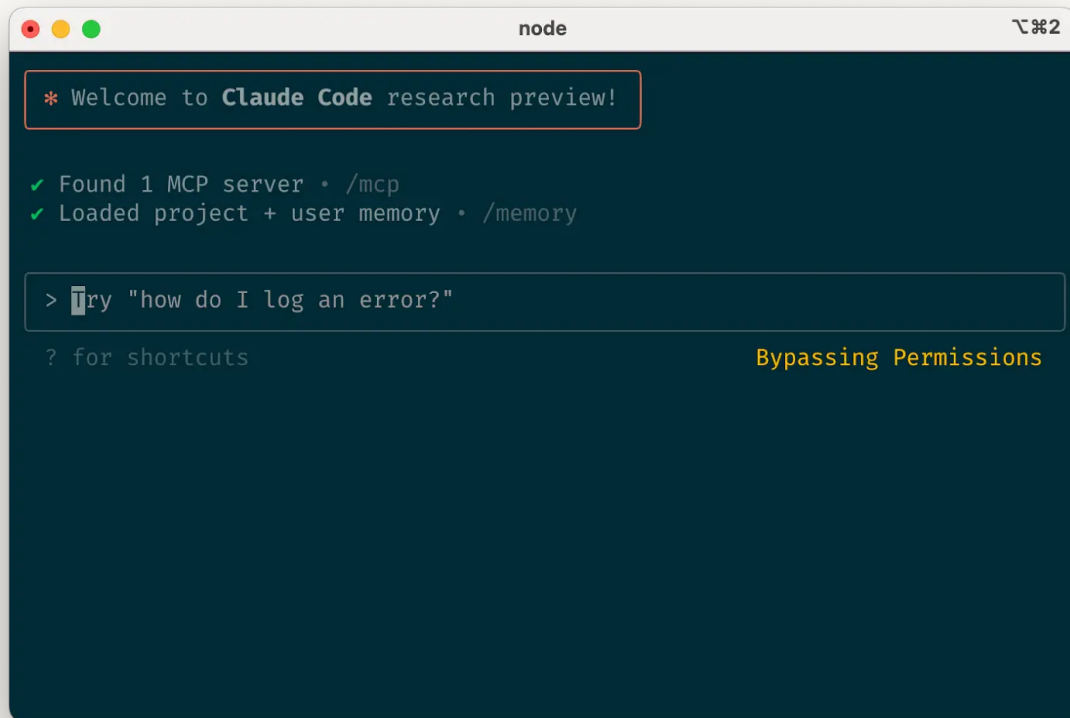 node
⌥⌘2
* Welcome to Claude Code research preview!
✔ Found 1 MCP server • /mcp
✔ Loaded project + user memory • /memory
> Try "how do I log an error?"
? for shortcuts
Bypassing Permissions